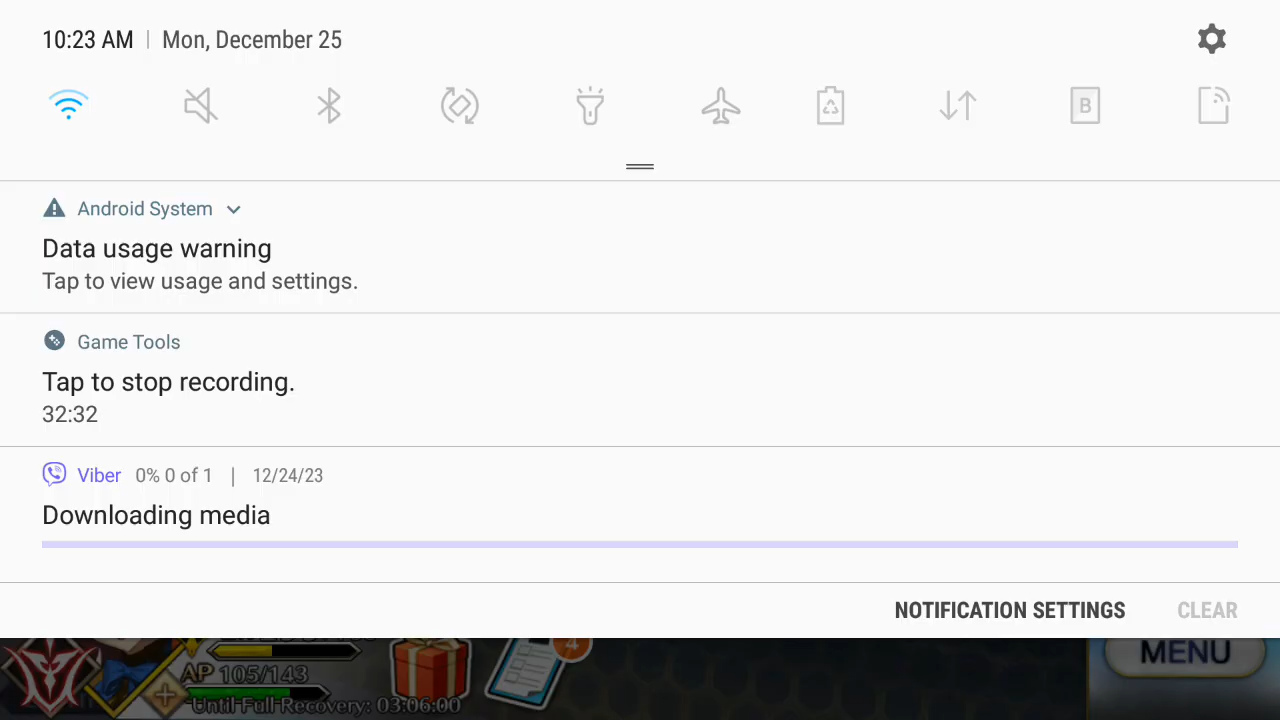 10:23 AM | Mon, December 25
B
Android System
Data usage warning
Tap to view usage and settings.
Game Tools
Tap to stop recording.
32:32
Viber 0% 0 of 1 | 12/24/23
Downloading media
NOTIFICATION SETTINGS CLEAR
4
MENU
AP 105/143
Until Full Recovery: 03:06:00